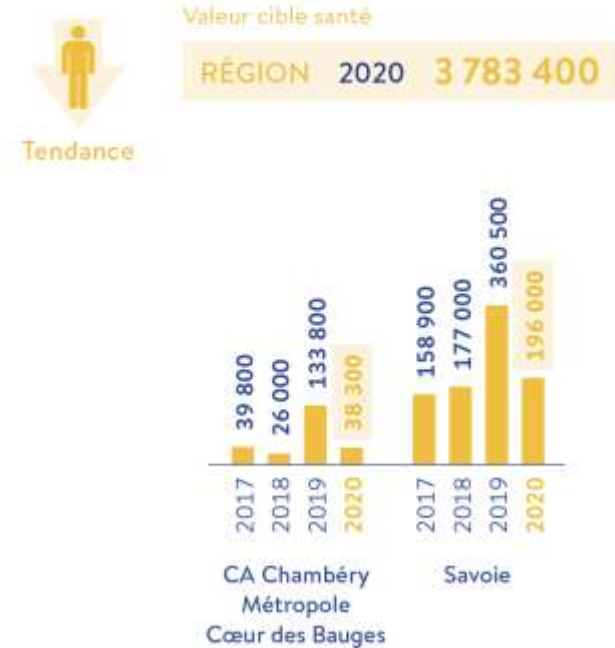 Valeur cible santé
RÉGION 2020 3 783 400
Tendance
39 800
26 000
133 800
38 300
158 900
177 000
360 500
196 000
2017
2018
2019
2020
2017
2018
2019
2020
CA Chambéry
Métropole
Cœur des Bauges
Savoie